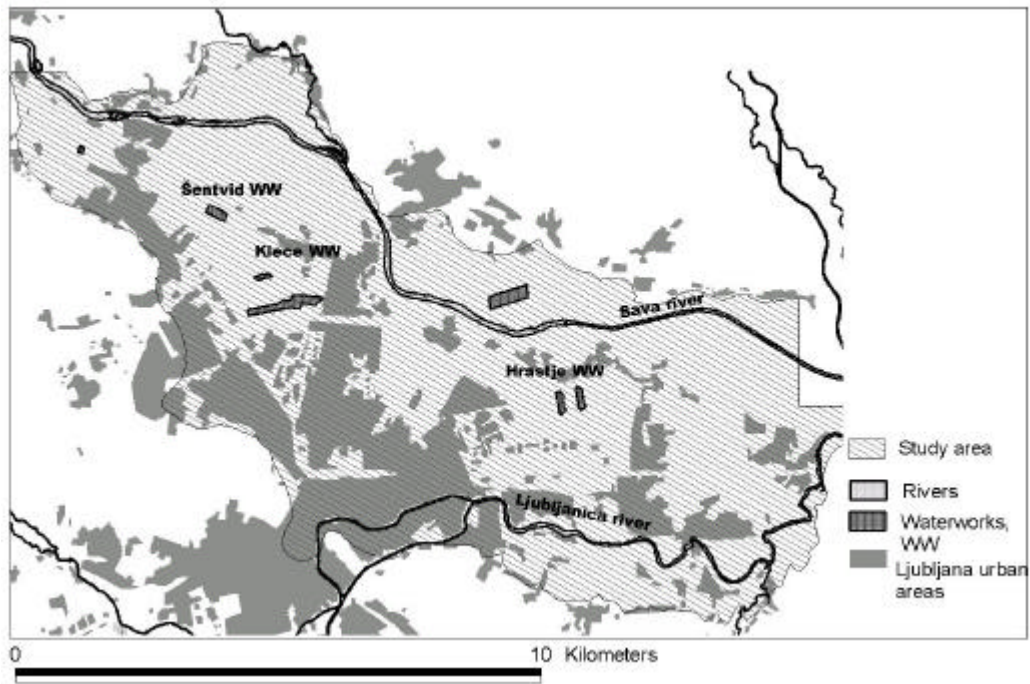 Šentvid WW
Klece WW
Sava river
Hrastje WW
Ljubljanica river
Study area
Rivers
Waterworks,
WW
Ljubljana urban
areas
0 10 Kilometers